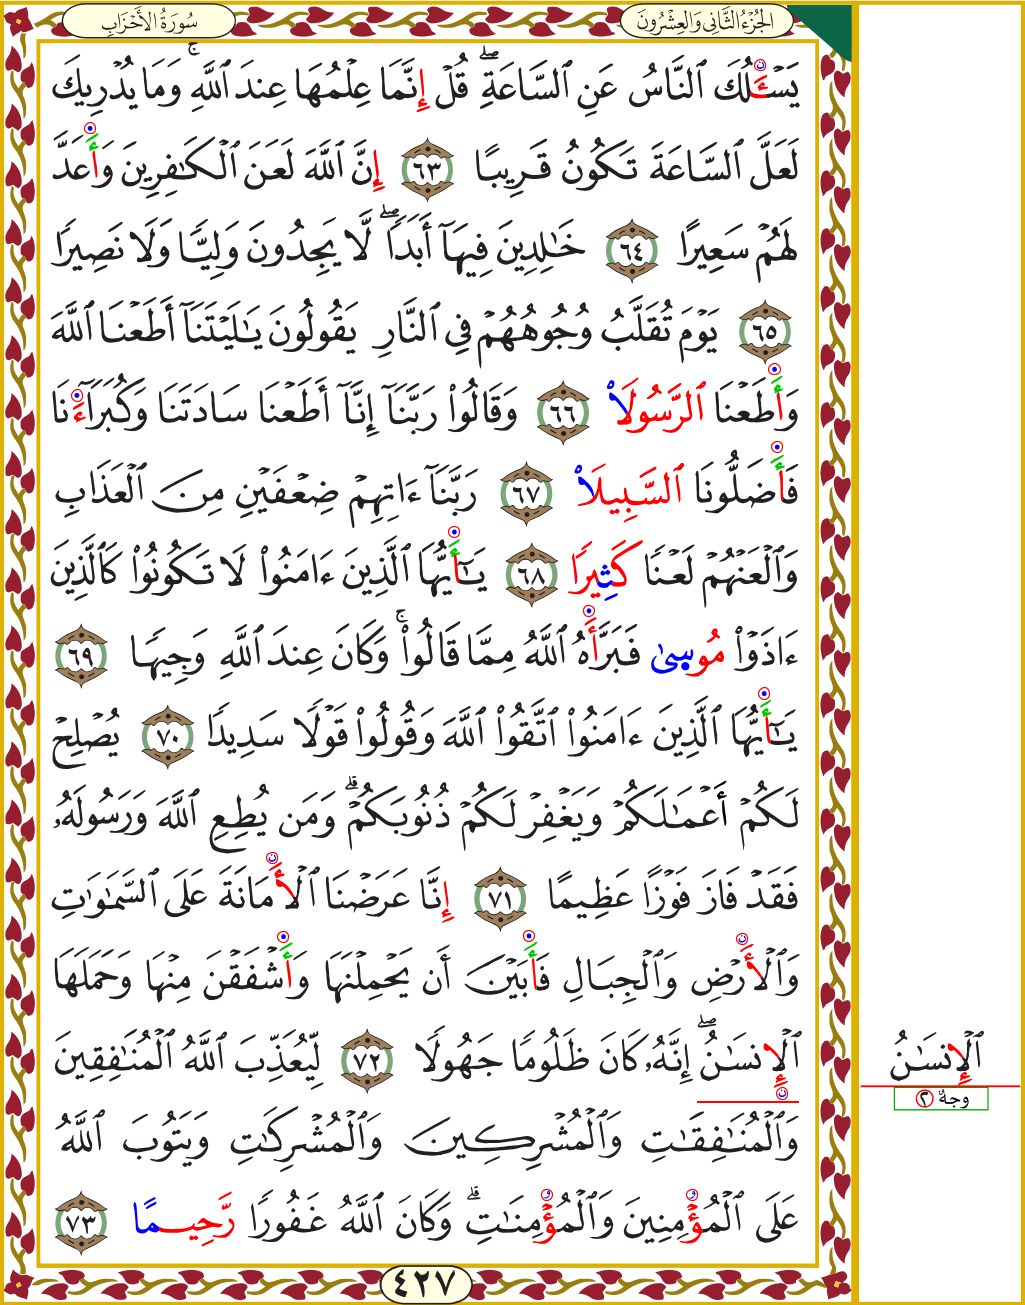 الجُزْءُ الثَّانِي وَالعِشْرُونَ
سُورَةُ الأَحْزَابِ
يَسْـَٔلُكَ ٱلنَّاسُ عَنِ ٱلسَّاعَةِۖ قُلْ إِنَّمَا عِلْمُهَا عِندَ ٱللَّهِۚ وَمَا يُدْرِيكَ
لَعَلَّ ٱلسَّاعَةَ تَكُونُ قَرِيبًا ٦٣ إِنَّ ٱللَّهَ لَعَنَ ٱلْكَـٰفِرِينَ وَأَعَدَّ
لَهُمْ سَعِيرًا ٦٤ خَـٰلِدِينَ فِيهَآ أَبَدًاۖ لَّا يَجِدُونَ وَلِيًّا وَلَا نَصِيرًا
٦٥ يَوْمَ تُقَلَّبُ وُجُوهُهُمْ فِي ٱلنَّارِ يَقُولُونَ يَـٰلَيْتَنَآ أَطَعْنَا ٱللَّهَ
وَأَطَعْنَا ٱلرَّسُولَا۠ ٦٦ وَقَالُوا۟ رَبَّنَآ إِنَّآ أَطَعْنَا سَادَتَنَا وَكُبَرَآءَنَا
فَأَضَلُّونَا ٱلسَّبِيلَا۠ ٦٧ رَبَّنَآ ءَاتِهِمْ ضِعْفَيْنِ مِنَ ٱلْعَذَابِ
وَٱلْعَنْهُمْ لَعْنًا كَثِيرًا ٦٨ يَـٰٓأَيُّهَا ٱلَّذِينَ ءَامَنُوا۟ لَا تَكُونُوا۟ كَٱلَّذِينَ
ءَاذَوْا۟ مُوسِىٰ فَبَرَّأَهُ ٱللَّهُ مِمَّا قَالُوا۟ۚ وَكَانَ عِندَ ٱللَّهِ وَجِيهًا ٦٩
يَـٰٓأَيُّهَا ٱلَّذِينَ ءَامَنُوا۟ ٱتَّقُوا۟ ٱللَّهَ وَقُولُوا۟ قَوْلًا سَدِيدًا ٧٠ يُصْلِحْ
لَكُمْ أَعْمَـٰلَكُمْ وَيَغْفِرْ لَكُمْ ذُنُوبَكُمْۗ وَمَن يُطِعِ ٱللَّهَ وَرَسُولَهُۥ
فَقَدْ فَازَ فَوْزًا عَظِيمًا ٧١ إِنَّا عَرَضْنَا ٱلْأَمَانَةَ عَلَى ٱلسَّمَـٰوَٰتِ
وَٱلْأَرْضِ وَٱلْجِبَالِ فَأَبَيْنَ أَن يَحْمِلْنَهَا وَأَشْفَقْنَ مِنْهَا وَحَمَلَهَا
ٱلْإِنسَـٰنُۖ إِنَّهُۥ كَانَ ظَلُومًا جَهُولًا ٧٢ لِّيُعَذِّبَ ٱللَّهُ ٱلْمُنَـٰفِقِينَ
وَٱلْمُنَـٰفِقَـٰتِ وَٱلْمُشْرِكِينَ وَٱلْمُشْرِكَـٰتِ وَيَتُوبَ ٱللَّهُ
عَلَى ٱلْمُؤْمِنِينَ وَٱلْمُؤْمِنَـٰتِۗ وَكَانَ ٱللَّهُ غَفُورًا رَّحِيمًا ٧٣
ٱلْإِنسَـٰنُ
وجهٌ ٢
٤٢٧